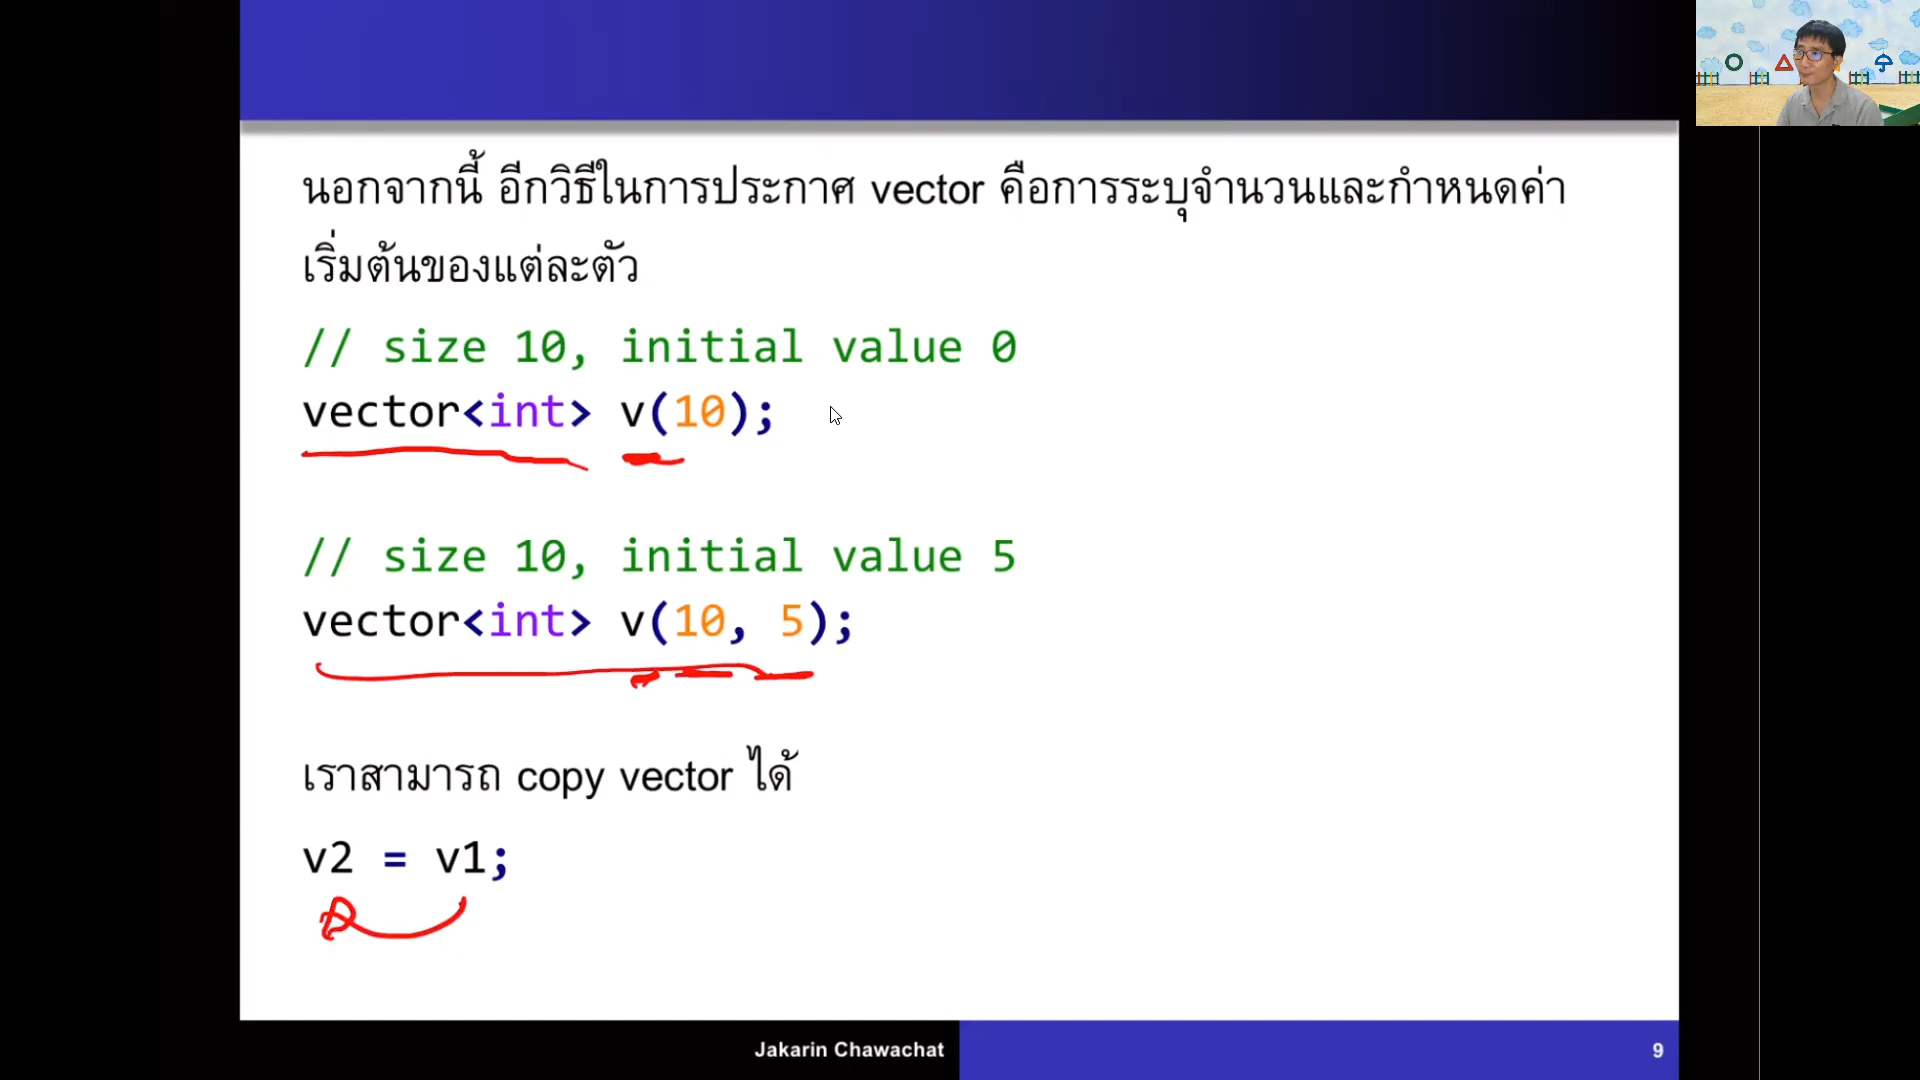 นอกจากนี้ อีกวิธีในการประกาศ vector คือการระบุจำนวนและกำหนดค่า
เริ่มต้นของแต่ละตัว
// size 10, initial value 0
vector<int> v(10);
// size 10, initial value 5
vector<int> v(10, 5);
เราสามารถ copy vector ได้
v2 = v1;
Jakarin Chawachat
9